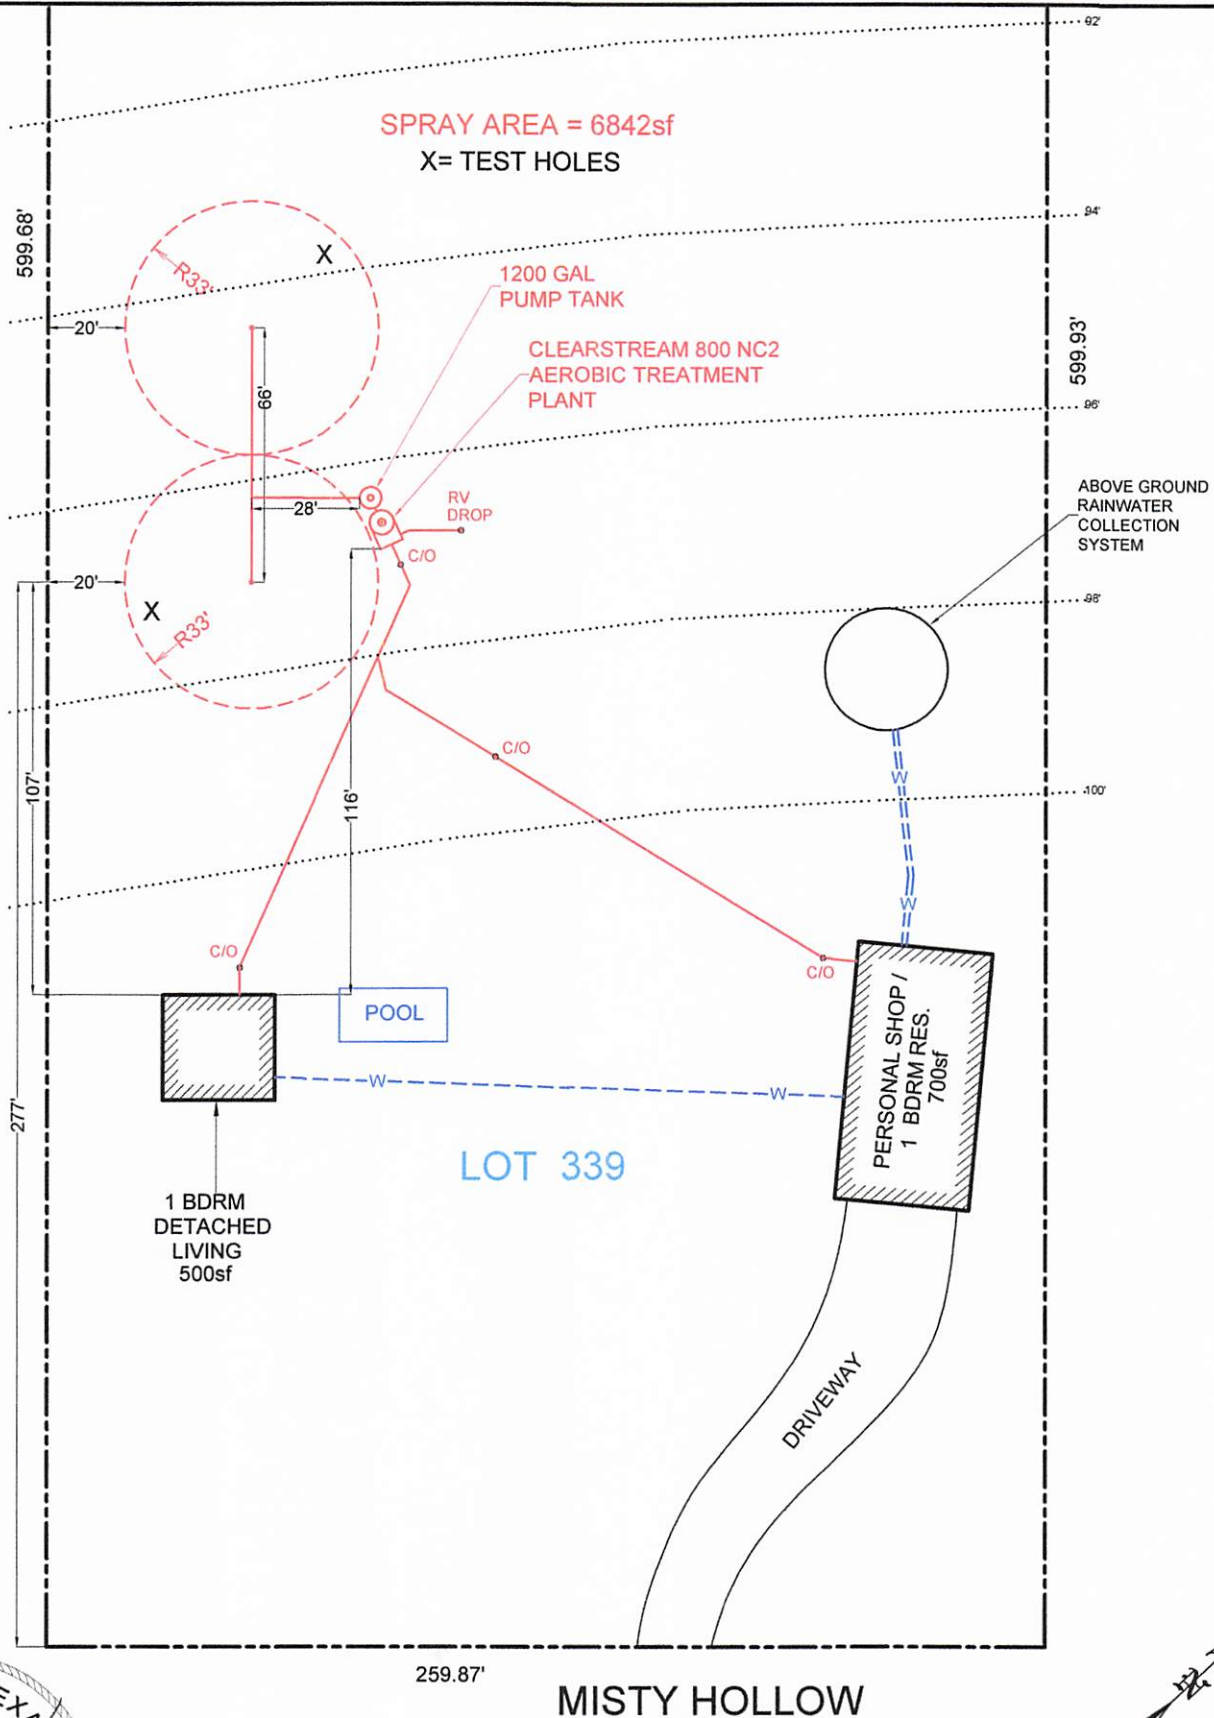 92'
SPRAY AREA = 6842sf
X= TEST HOLES
599.68'
94'
X
R33'
1200 GAL
PUMP TANK
20'
599.93'
CLEARSTREAM 800 NC2
AEROBIC TREATMENT
PLANT
66'
96'
RV
DROP
28'
ABOVE GROUND
RAINWATER
COLLECTION
SYSTEM
C/O
20'
X
98'
R33'
C/O
W
107'
116'
100'
W
C/O
C/O
POOL
PERSONAL SHOP /
1 BDRM RES.
700sf
W
W
277'
LOT 339
1 BDRM
DETACHED
LIVING
500sf
DRIVEWAY
259.87'
MISTY HOLLOW